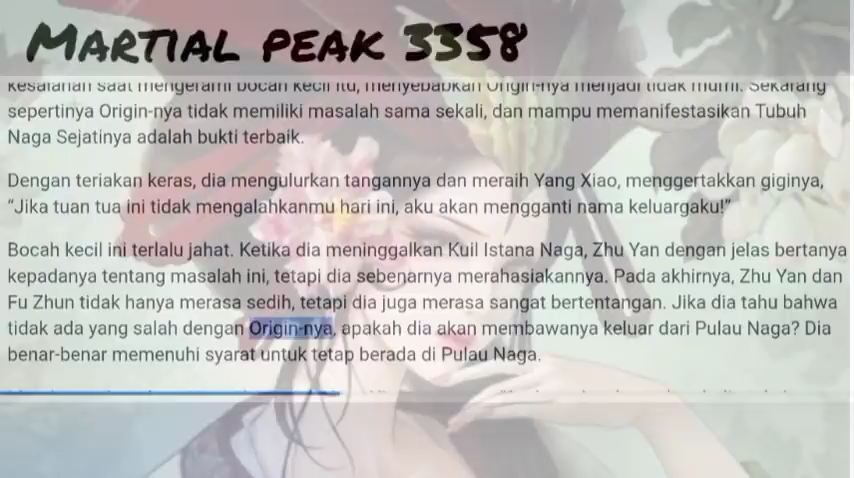 MARTIAL PEAK 3358
kesalahan saat mengerami bocah kecil itu, menyebabkan Origin-nya menjadi tidak murni. Sekarang
sepertinya Origin-nya tidak memiliki masalah sama sekali, dan mampu memanifestasikan Tubuh
Naga Sejatinya adalah bukti terbaik.
Dengan teriakan keras, dia mengulurkan tangannya dan meraih Yang Xiao, menggertakkan giginya,
“Jika tuan tua ini tidak mengalahkanmu hari ini, aku akan mengganti nama keluargaku!”
Bocah kecil ini terlalu jahat. Ketika dia meninggalkan Kuil Istana Naga, Zhu Yan dengan jelas bertanya
kepadanya tentang masalah ini, tetapi dia sebenarnya merahasiakannya. Pada akhirnya, Zhu Yan dan
Fu Zhun tidak hanya merasa sedih, tetapi dia juga merasa sangat bertentangan. Jika dia tahu bahwa
tidak ada yang salah dengan Origin-nya, apakah dia akan membawanya keluar dari Pulau Naga? Dia
benar-benar memenuhi syarat untuk tetap berada di Pulau Naga.